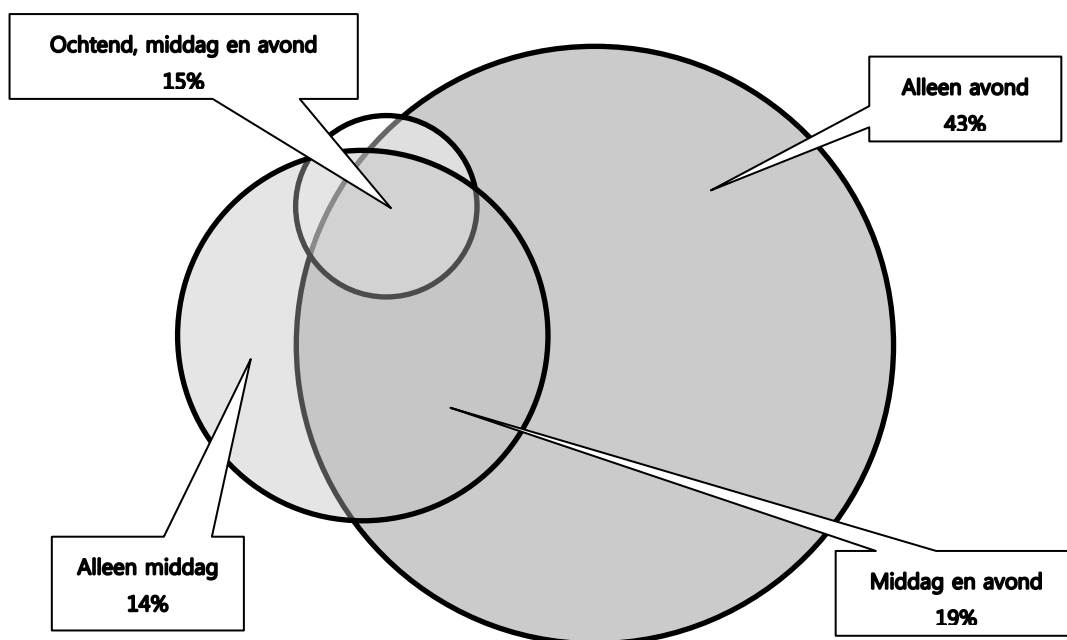 Ochtend, middag en avond
15%
Alleen avond
43%
Alleen middag
14%
Middag en avond
19%